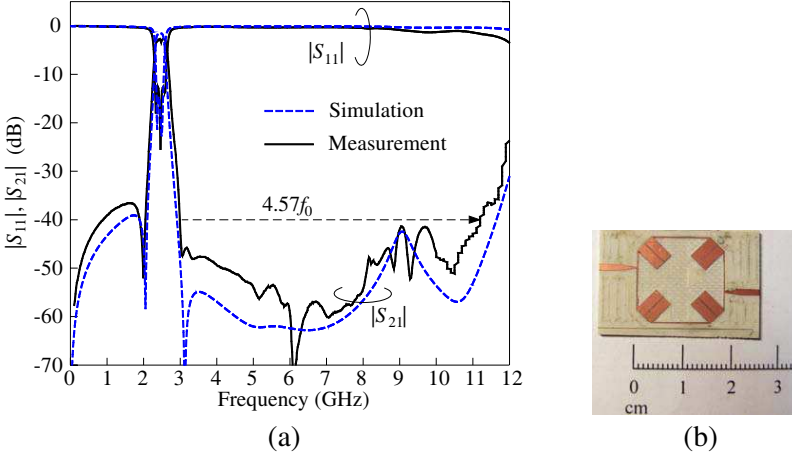 0
-10
-20
-30
-40
-50
-60
-70
|S11|, |S21| (dB)
|S11|
Simulation
Measurement
4.57f0
|S21|
0 1 2 3 4 5 6 7 8 9 10 11 12
Frequency (GHz)
(a)
0 1 2 3
cm
(b)